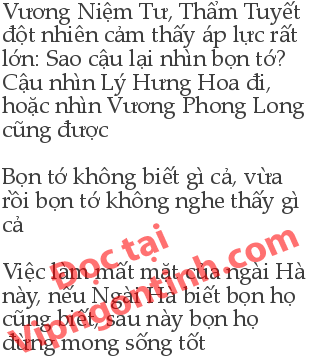 Vương Niệm Tư, Thẩm Tuyết
đột nhiên cảm thấy áp lực rất
lớn: Sao cậu lại nhìn bọn tớ?
Cậu nhìn Lý Hưng Hoa đi,
hoặc nhìn Vương Phong Long
cũng được
Bọn tớ không biết gì cả, vừa
rồi bọn tớ không nghe thấy gì
cả
Đọc tại
Vipngontinh.com
Việc làm mất mặt của ngài Hà
này, nếu Ngài Hà biết bọn họ
cũng biết, sau này bọn họ
đừng mong sống tốt